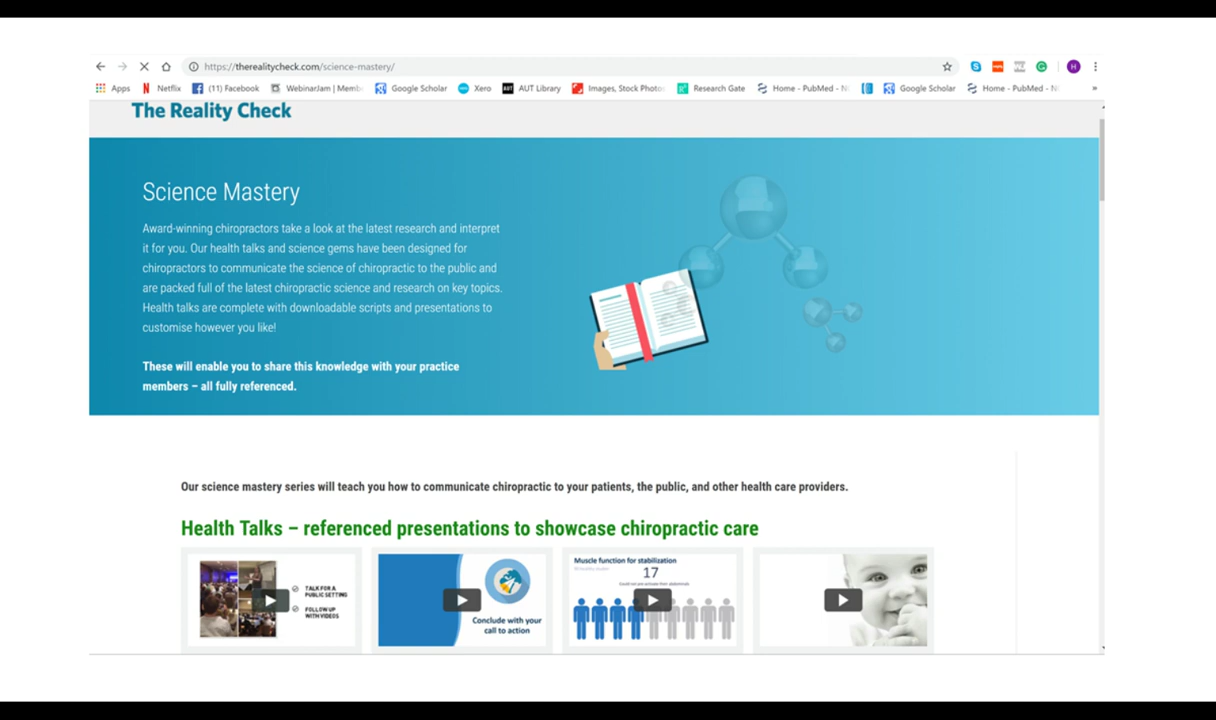 https://therealitycheck.com/science-mastery/
Apps Netflix (11) Facebook WebinarJam | Memb Google Scholar Xero AUT AUT Library Images, Stock Photo Research Gate Home - PubMed - N Google Scholar Home - PubMed - N »
The Reality Check
Science Mastery
Award-winning chiropractors take a look at the latest research and interpret
it for you. Our health talks and science gems have been designed for
chiropractors to communicate the science of chiropractic to the public and
are packed full of the latest chiropractic science and research on key topics.
Health talks are complete with downloadable scripts and presentations to
customise however you like!
These will enable you to share this knowledge with your practice
members – all fully referenced.
Our science mastery series will teach you how to communicate chiropractic to your patients, the public, and other health care providers.
Health Talks – referenced presentations to showcase chiropractic care
TALK FOR A
PUBLIC SETTING
FOLLOW UP
WITH VIDEOS
Conclude with your
call to action
Muscle function for stabilization
17